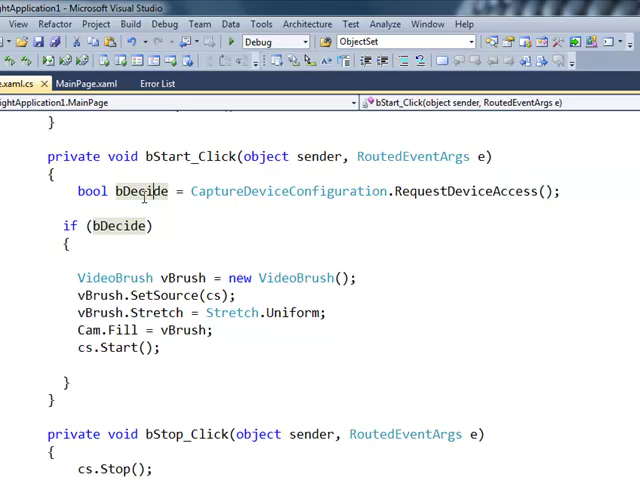 ightApplication1 - Microsoft Visual Studio
View Refactor Project Build Debug Team Data Tools Architecture Test Analyze Window Help
Debug ObjectSet
e.xaml.cs MainPage.xaml Error List
ightApplication1.MainPage bStart_Click(object sender, RoutedEventArgs e)
}
private void bStart_Click(object sender, RoutedEventArgs e)
{
bool bDecide = CaptureDeviceConfiguration.RequestDeviceAccess();
if (bDecide)
{
VideoBrush vBrush = new VideoBrush();
vBrush.SetSource(cs);
vBrush.Stretch = Stretch.Uniform;
Cam.Fill = vBrush;
cs.Start();
}
}
private void bStop_Click(object sender, RoutedEventArgs e)
{
cs.Stop();